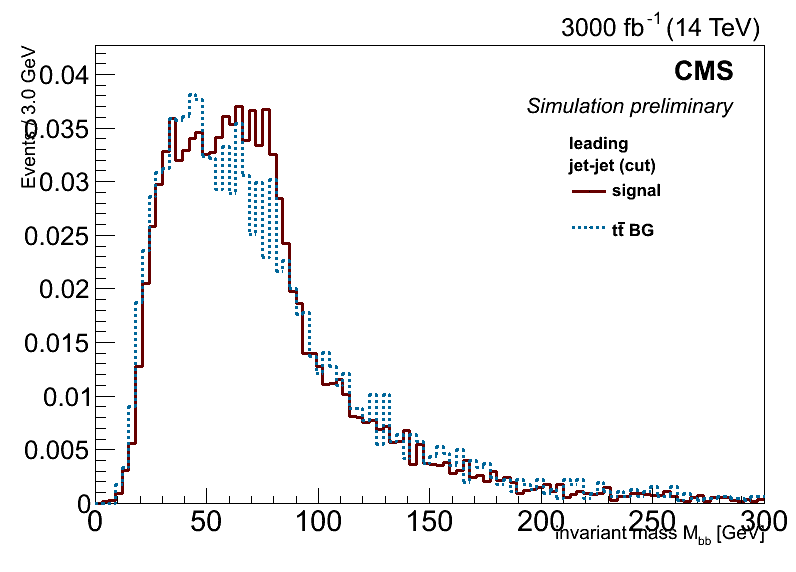 3000 fb-1 (14 TeV)
Events / 3.0 GeV
CMS
Simulation preliminary
leading
jet-jet (cut)
signal
tt̄ BG
0.04
0.035
0.03
0.025
0.02
0.015
0.01
0.005
0
0 50 100 150 200 250 300
invariant mass Mbb [GeV]